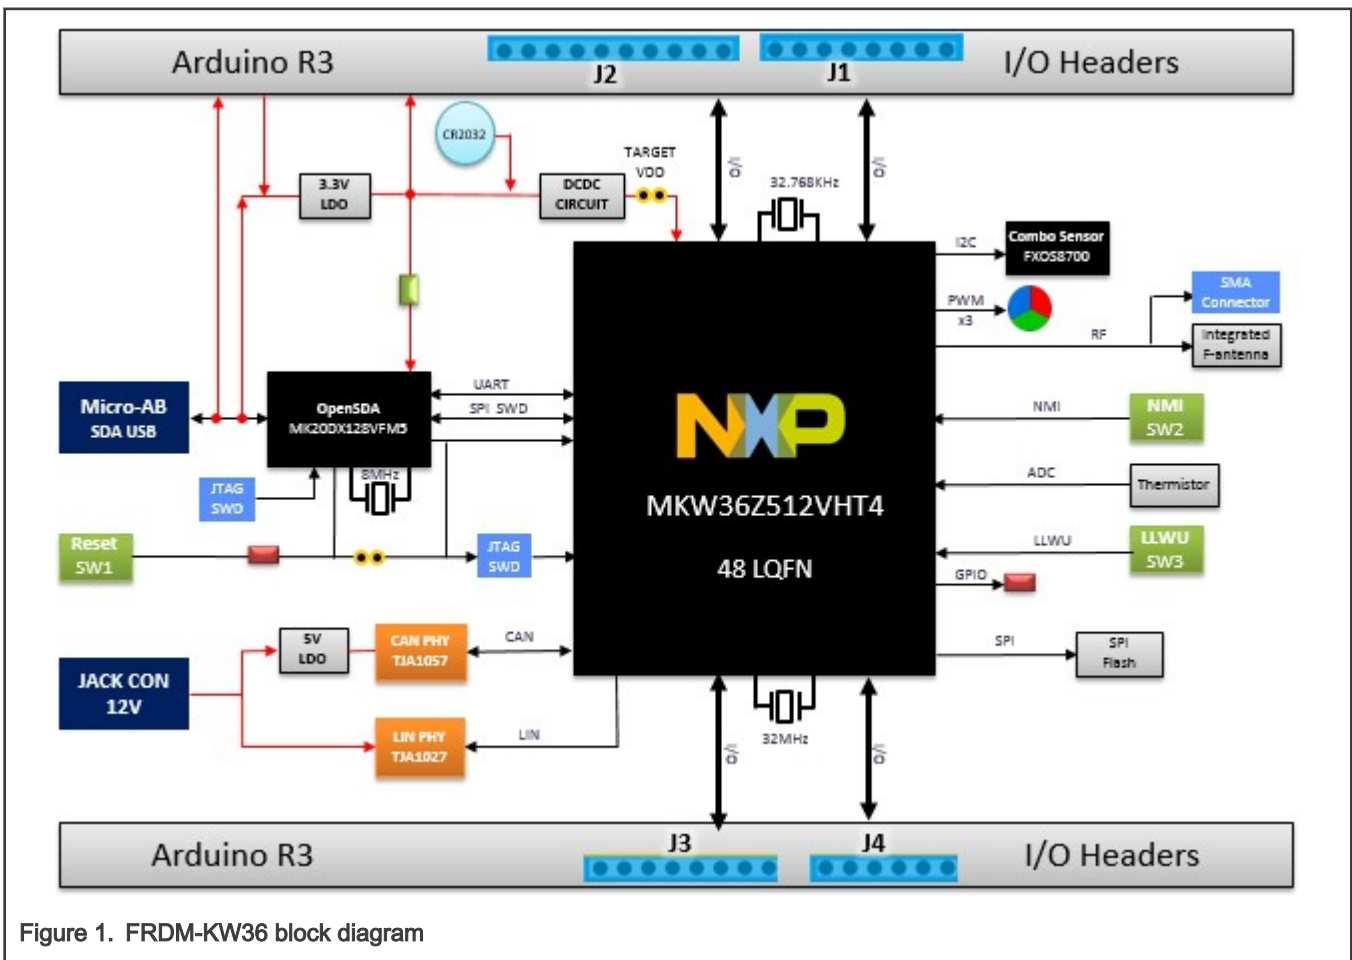 Arduino R3
J2
J1
I/O Headers
CR2032
TARGET
VDD
I/O
I/O
3.3V
LDO
DCDC
CIRCUIT
32.768KHz
I2C
Combo Sensor
FXOS8700
PWM
x3
SMA
Connector
RF
Integrated
F-antenna
Micro-AB
SDA USB
OpenSDA
MK20DX128VFM5
UART
SPI SWD
NXP
NMI
NMI
SW2
8MHz
JTAG
SWD
MKW36Z512VHT4
ADC
Thermistor
Reset
SW1
JTAG
SWD
48 LQFN
LLWU
LLWU
SW3
GPIO
5V
LDO
CAN PHY
TJA1057
CAN
SPI
SPI
Flash
JACK CON
12V
LIN PHY
TJA1027
LIN
I/O
32MHz
I/O
Arduino R3
J3
J4
I/O Headers
Figure 1. FRDM-KW36 block diagram